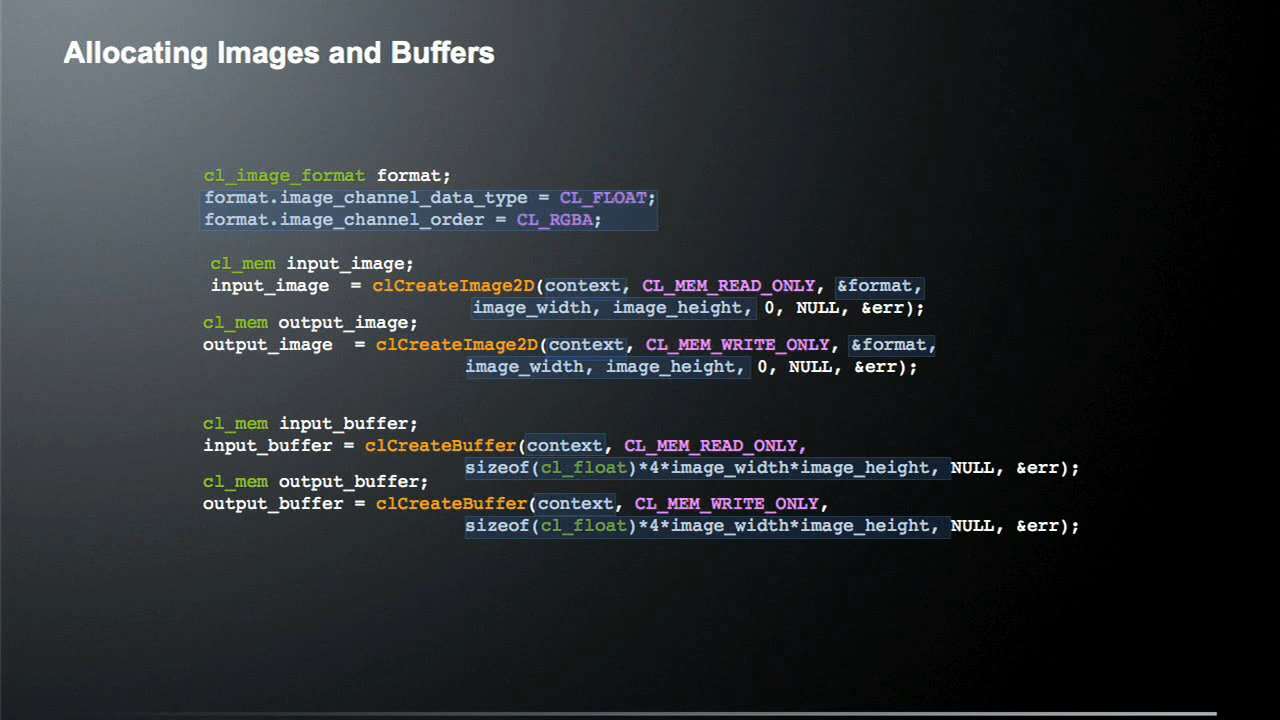 Allocating Images and Buffers
cl_image_format format;
format.image_channel_data_type = CL_FLOAT;
format.image_channel_order = CL_RGBA;
cl_mem input_image;
input_image = clCreateImage2D(context, CL_MEM_READ_ONLY, &format,
image_width, image_height, 0, NULL, &err);
cl_mem output_image;
output_image = clCreateImage2D(context, CL_MEM_WRITE_ONLY, &format,
image_width, image_height, 0, NULL, &err);
cl_mem input_buffer;
input_buffer = clCreateBuffer(context, CL_MEM_READ_ONLY,
sizeof(cl_float)*4*image_width*image_height, NULL, &err);
cl_mem output_buffer;
output_buffer = clCreateBuffer(context, CL_MEM_WRITE_ONLY,
sizeof(cl_float)*4*image_width*image_height, NULL, &err);